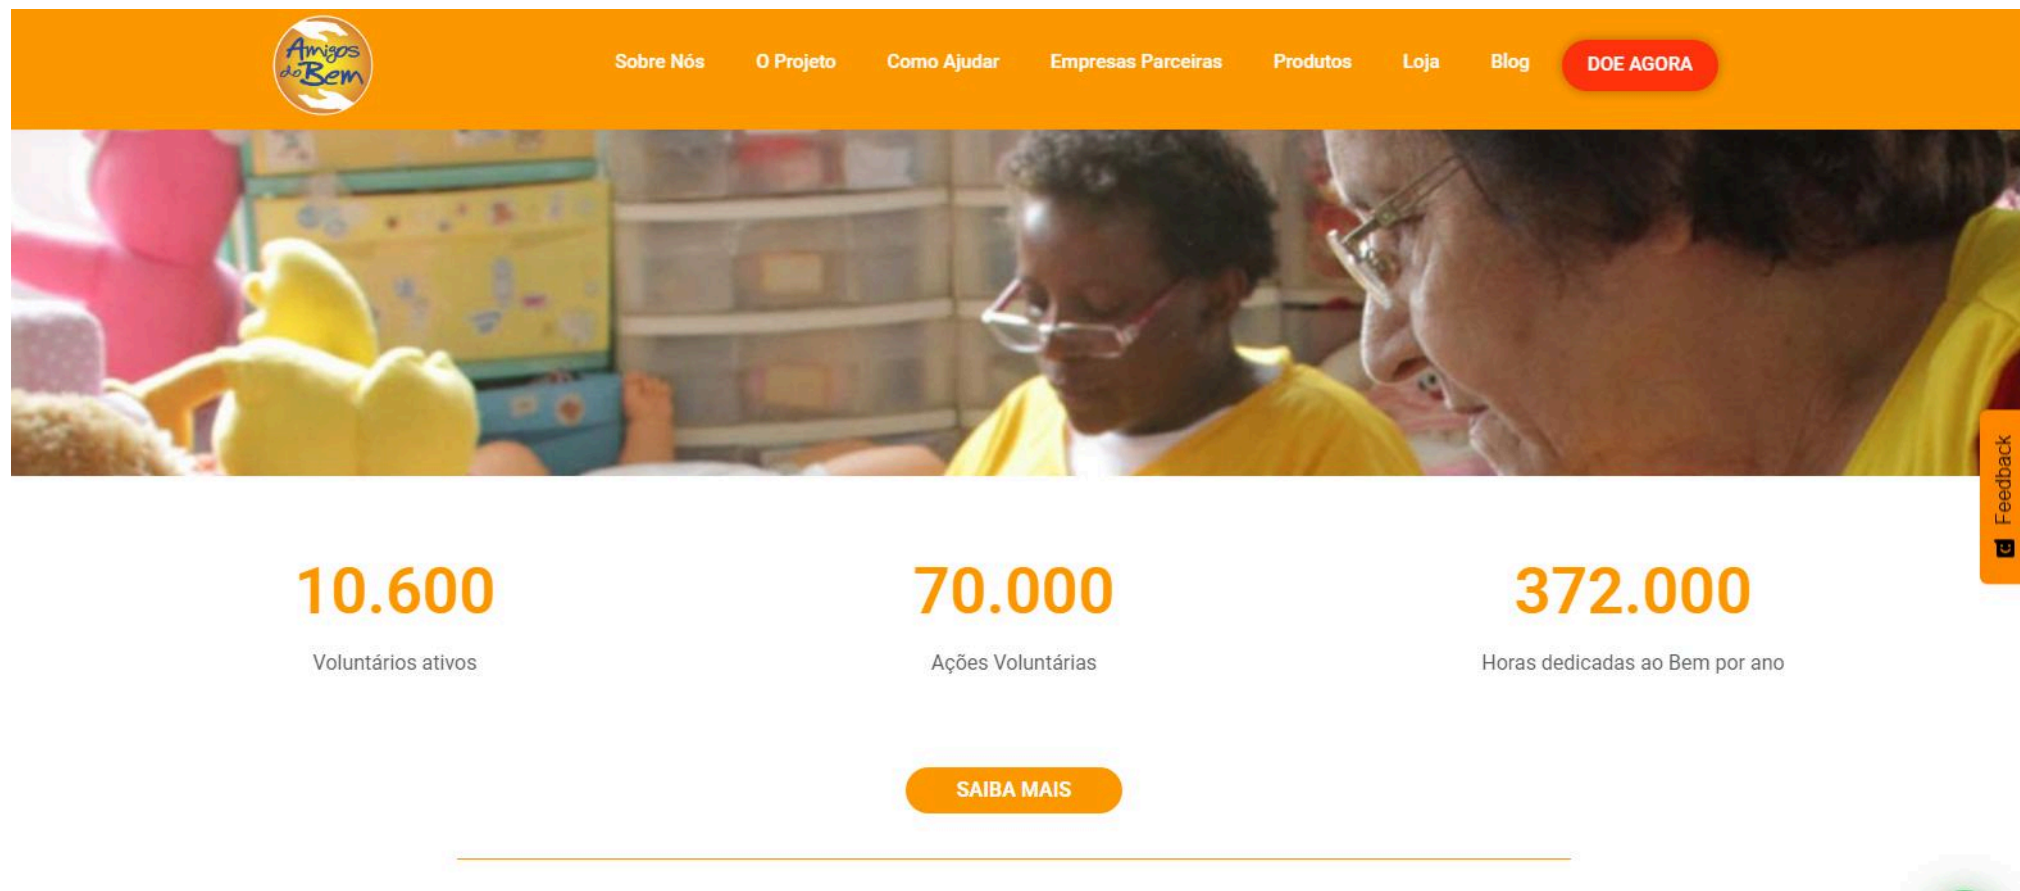 Amigos
do Bem
Sobre Nós
O Projeto
Como Ajudar
Empresas Parceiras
Produtos
Loja
Blog
DOE AGORA
Feedback
10.600
Voluntários ativos
70.000
Ações Voluntárias
372.000
Horas dedicadas ao Bem por ano
SAIBA MAIS